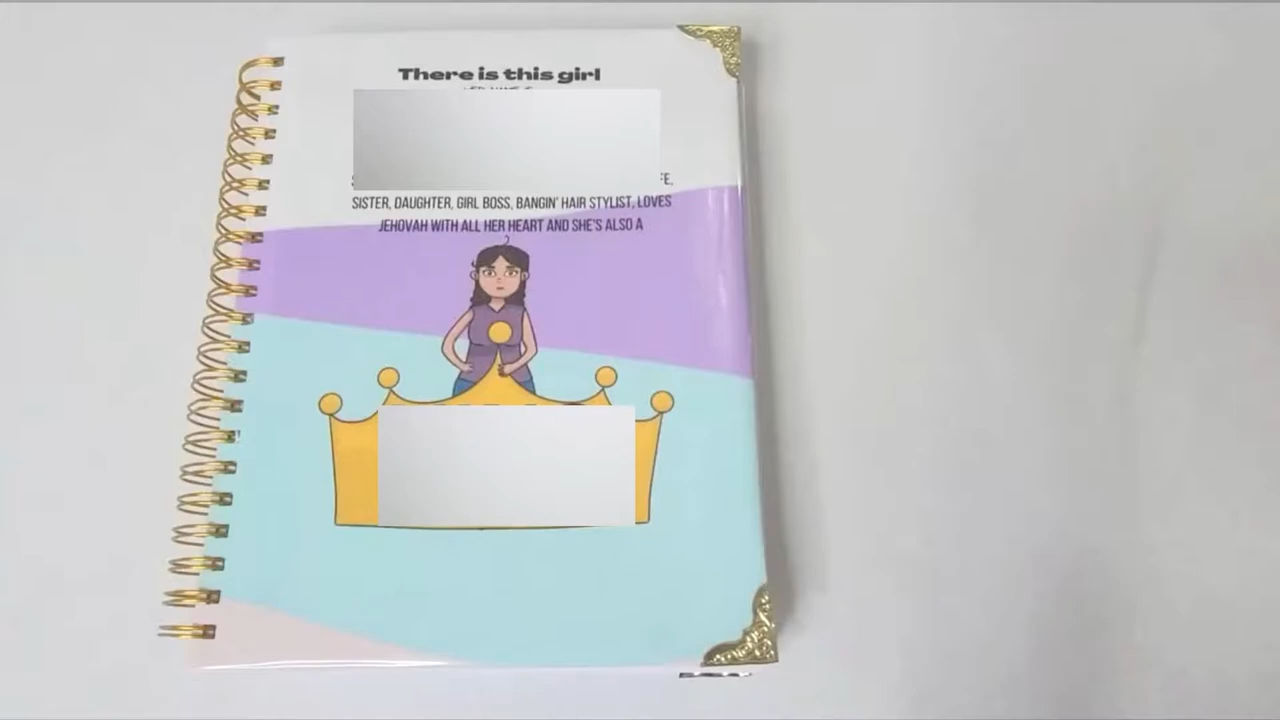 There is this girl
SISTER, DAUGHTER, GIRL BOSS, BANGIN' HAIR STYLIST, LOVES
JEHOVAH WITH ALL HER HEART AND SHE'S ALSO A